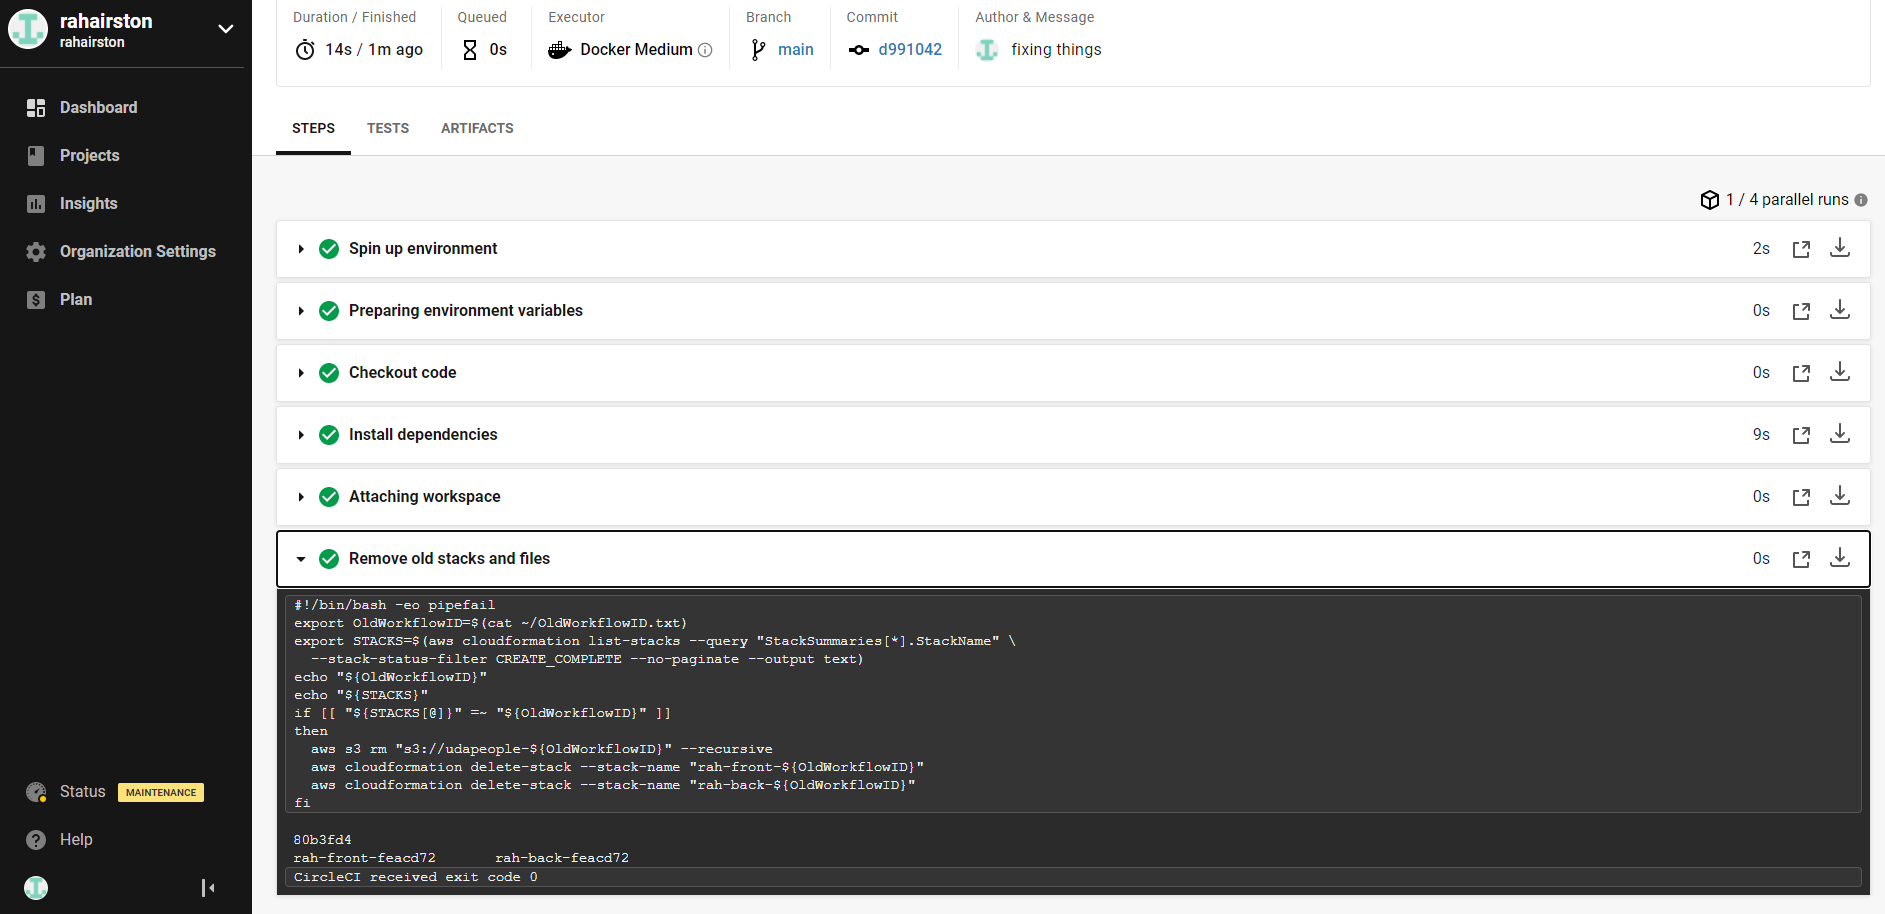 rahairston
rahairston
Dashboard
Projects
Insights
Organization Settings
Plan
Status MAINTENANCE
Help
Duration / Finished Queued Executor Branch Commit Author & Message
14s / 1m ago 0s Docker Medium main d991042 fixing things
STEPS TESTS ARTIFACTS
1 / 4 parallel runs
Spin up environment 2s
Preparing environment variables 0s
Checkout code 0s
Install dependencies 9s
Attaching workspace 0s
Remove old stacks and files 0s
#!/bin/bash -eo pipefail
export OldWorkflowID=$(cat ~/OldWorkflowID.txt)
export STACKS=$(aws cloudformation list-stacks --query "StackSummaries[*].StackName" \
  --stack-status-filter CREATE_COMPLETE --no-paginate --output text)
echo "${OldWorkflowID}"
echo "${STACKS}"
if [[ "${STACKS[@]}" =~ "${OldWorkflowID}" ]]
then
  aws s3 rm "s3://udapeople-${OldWorkflowID}" --recursive
  aws cloudformation delete-stack --stack-name "rah-front-${OldWorkflowID}"
  aws cloudformation delete-stack --stack-name "rah-back-${OldWorkflowID}"
fi
80b3fd4
rah-front-feacd72 rah-back-feacd72
CircleCI received exit code 0